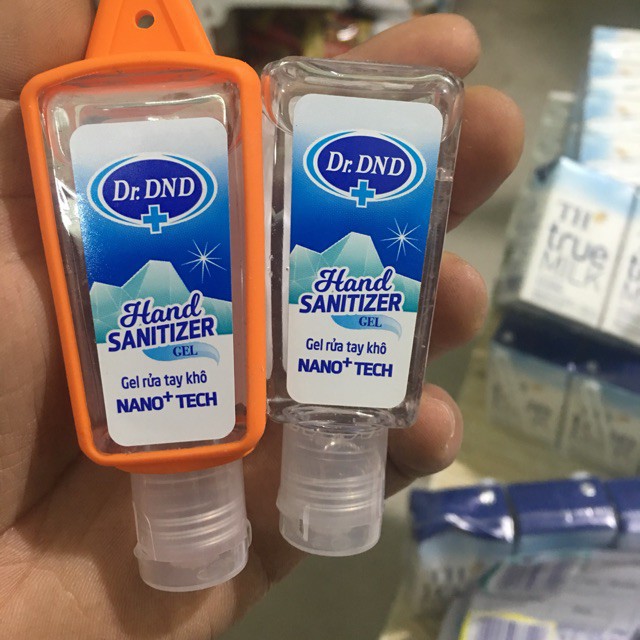 Dr. DND
Hand
SANITIZER
GEL
Gel rửa tay khô
NANO+ TECH
Dr. DND
Hand
SANITIZER
GEL
Gel rửa tay khô
NANO+ TECH
TH
true
MILK